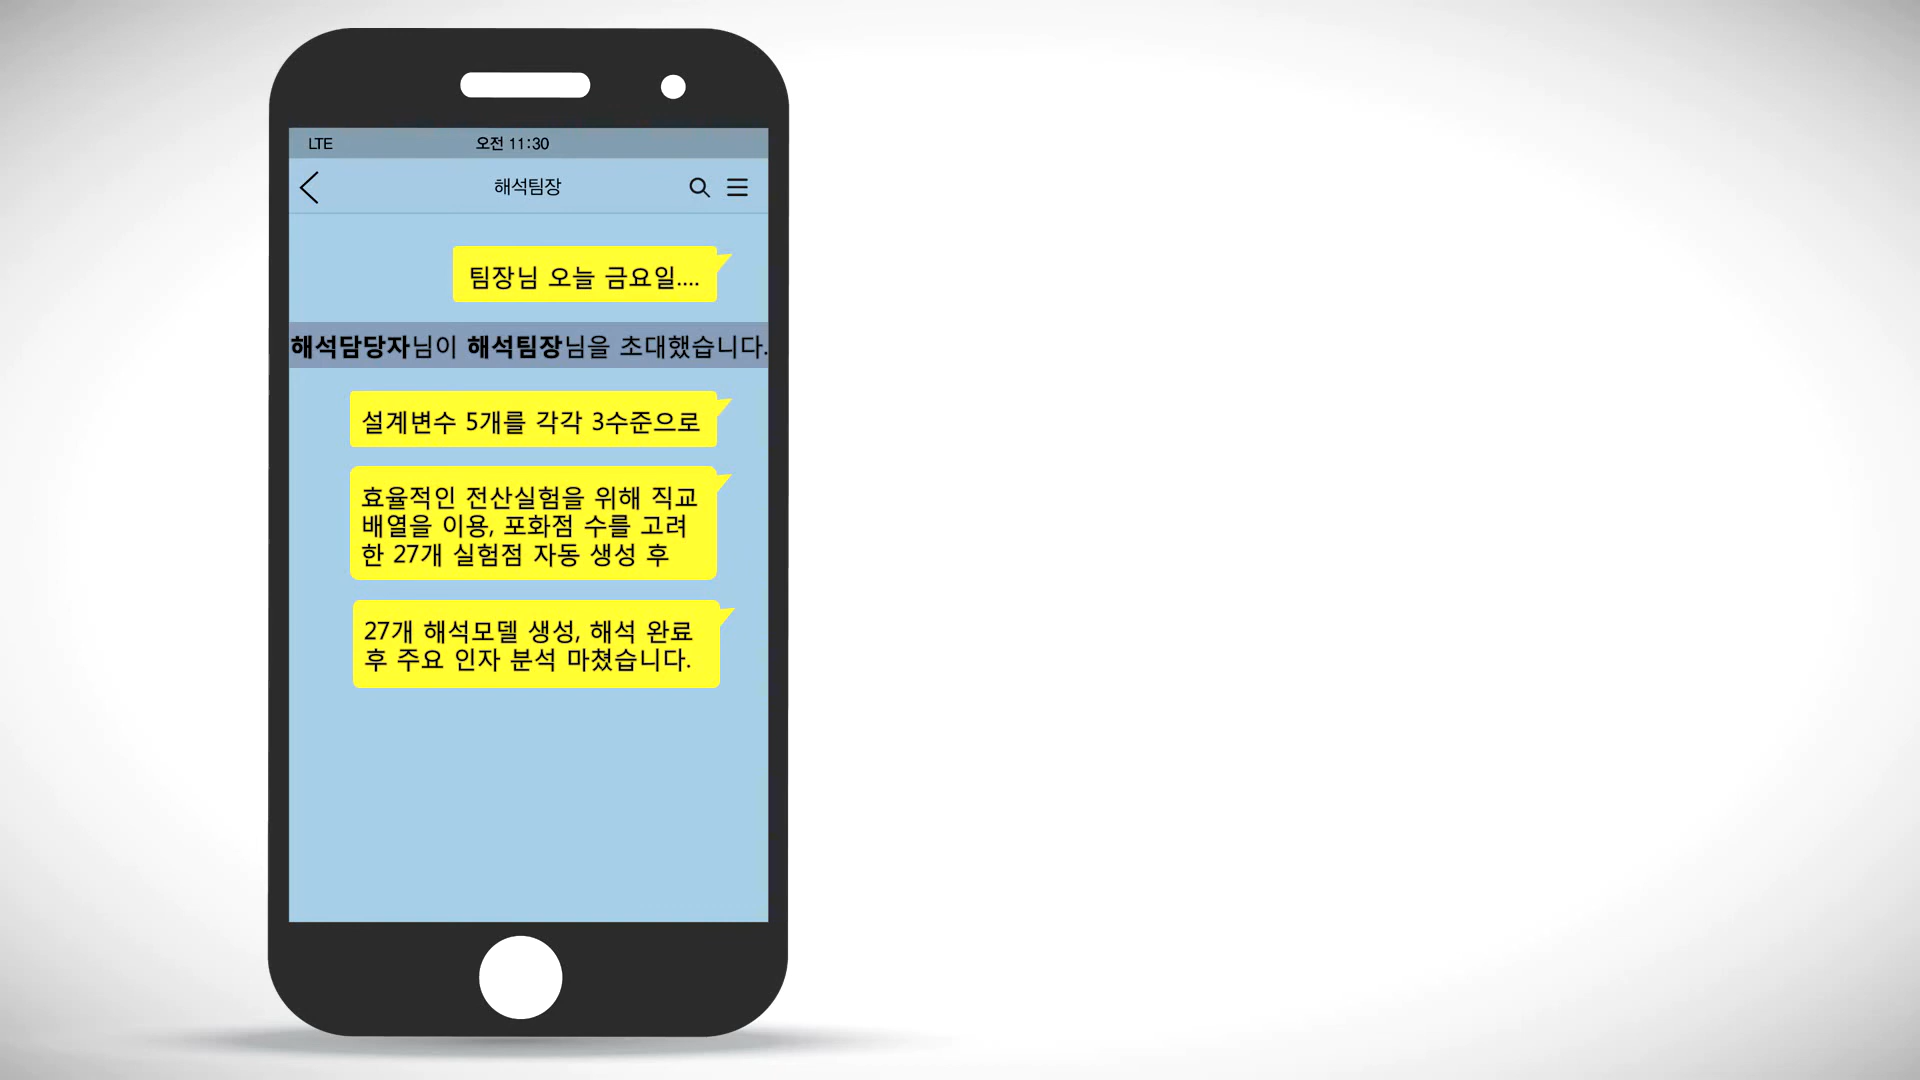 LTE
오전 11:30
해석팀장
팀장님 오늘 금요일....
해석담당자님이 해석팀장님을 초대했습니다.
설계변수 5개를 각각 3수준으로
효율적인 전산실험을 위해 직교
배열을 이용, 포화점 수를 고려
한 27개 실험점 자동 생성 후
27개 해석모델 생성, 해석 완료
후 주요 인자 분석 마쳤습니다.